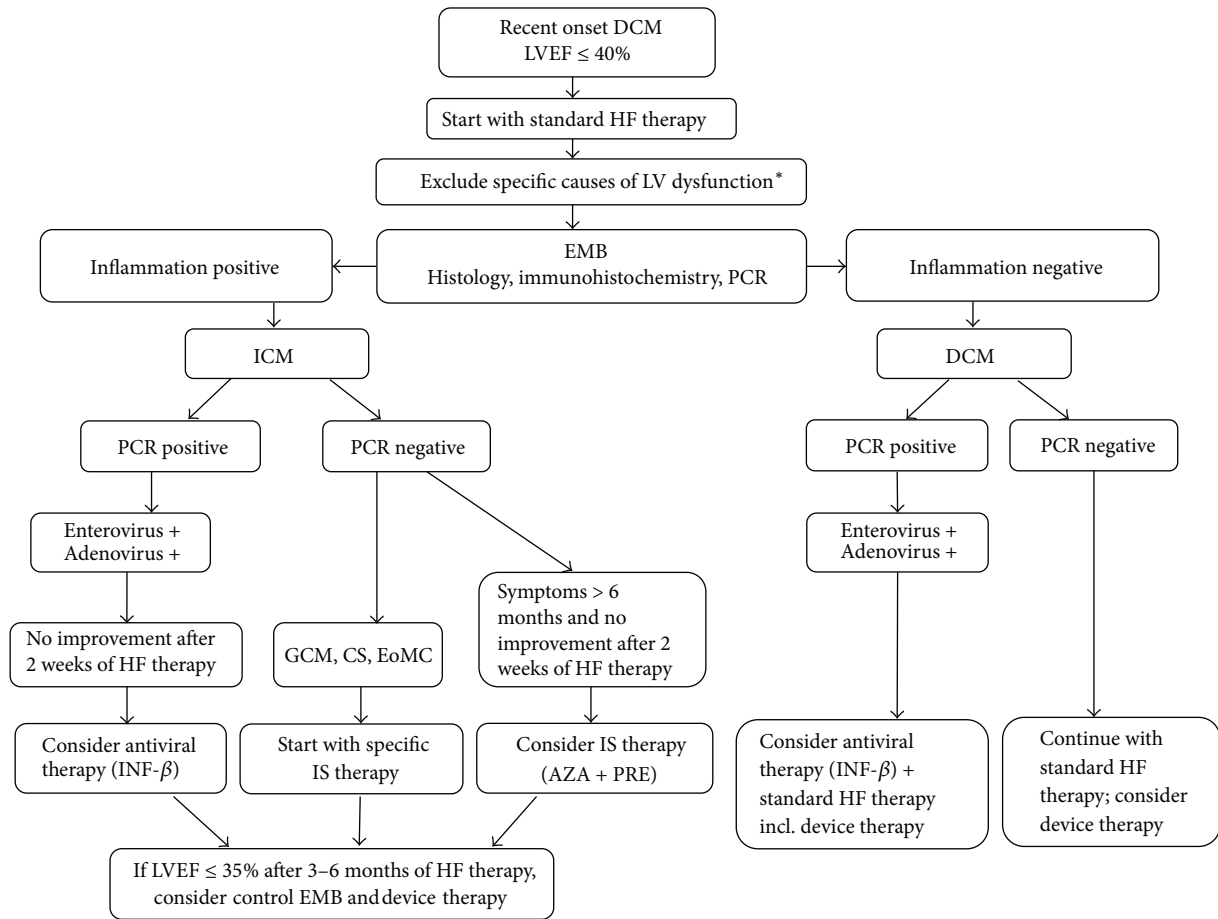 Recent onset DCM
LVEF ≤ 40%
Start with standard HF therapy
Exclude specific causes of LV dysfunction*
Inflammation positive
EMB
Histology, immunohistochemistry, PCR
Inflammation negative
ICM
DCM
PCR positive
PCR negative
PCR positive
PCR negative
Enterovirus +
Adenovirus +
Enterovirus +
Adenovirus +
No improvement after
2 weeks of HF therapy
GCM, CS, EoMC
Symptoms > 6
months and no
improvement after 2
weeks of HF therapy
Consider antiviral
therapy (INF-β)
Start with specific
IS therapy
Consider IS therapy
(AZA + PRE)
Consider antiviral
therapy (INF-β) +
standard HF therapy
incl. device therapy
Continue with
standard HF
therapy; consider
device therapy
If LVEF ≤ 35% after 3–6 months of HF therapy,
consider control EMB and device therapy